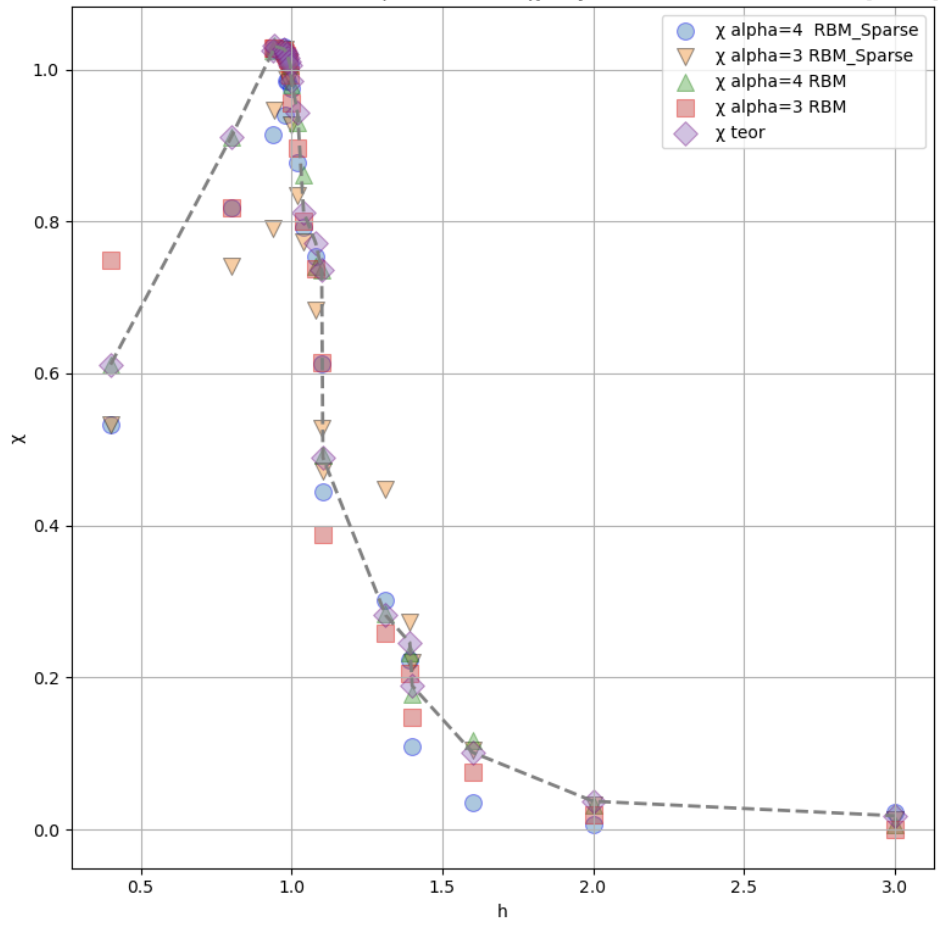 χ alpha=4  RBM_Sparse
χ alpha=3 RBM_Sparse
χ alpha=4 RBM
χ alpha=3 RBM
χ teor
1.0
0.8
0.6
0.4
0.2
0.0
χ
0.5
1.0
1.5
2.0
2.5
3.0
h